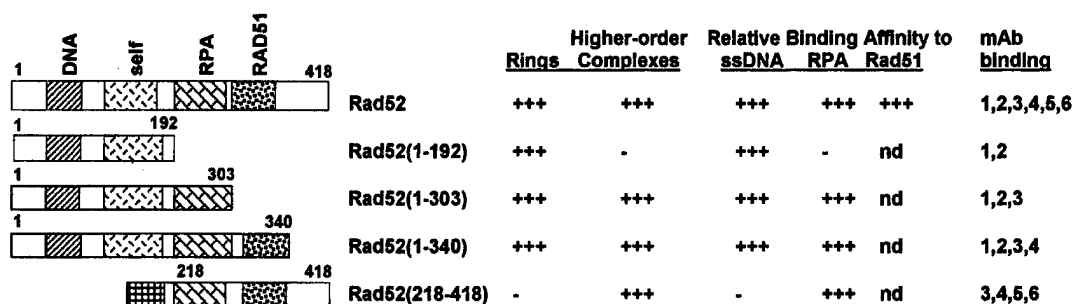 DNA self RPA RAD51
1 418
Higher-order Relative Binding Affinity to mAb
Rings Complexes ssDNA RPA Rad51 binding
Rad52 +++ +++ +++ +++ +++ 1,2,3,4,5,6
1 192
Rad52(1-192) +++ - +++ - nd 1,2
1 303
Rad52(1-303) +++ +++ +++ +++ nd 1,2,3
1 340
Rad52(1-340) +++ +++ +++ +++ nd 1,2,3,4
218 418
Rad52(218-418) - +++ - +++ nd 3,4,5,6